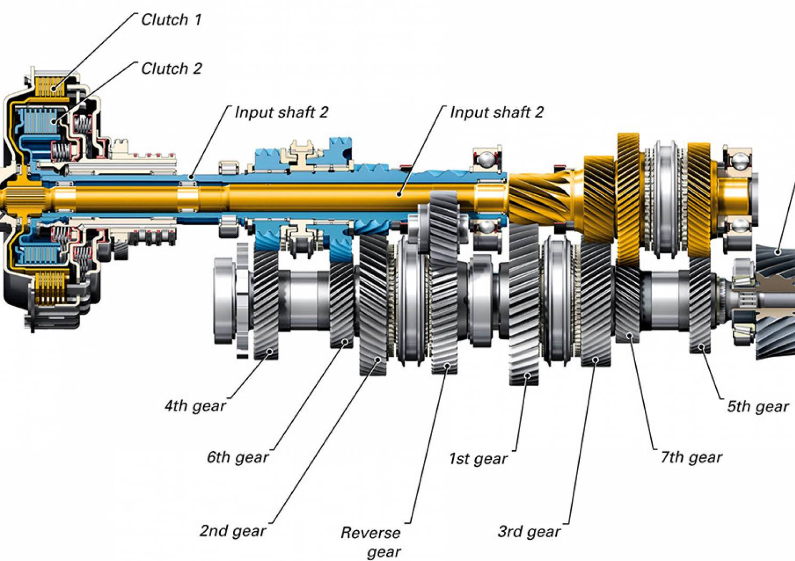 Clutch 1
Clutch 2
Input shaft 2
Input shaft 2
4th gear
6th gear
2nd gear
Reverse
gear
1st gear
3rd gear
7th gear
5th gear